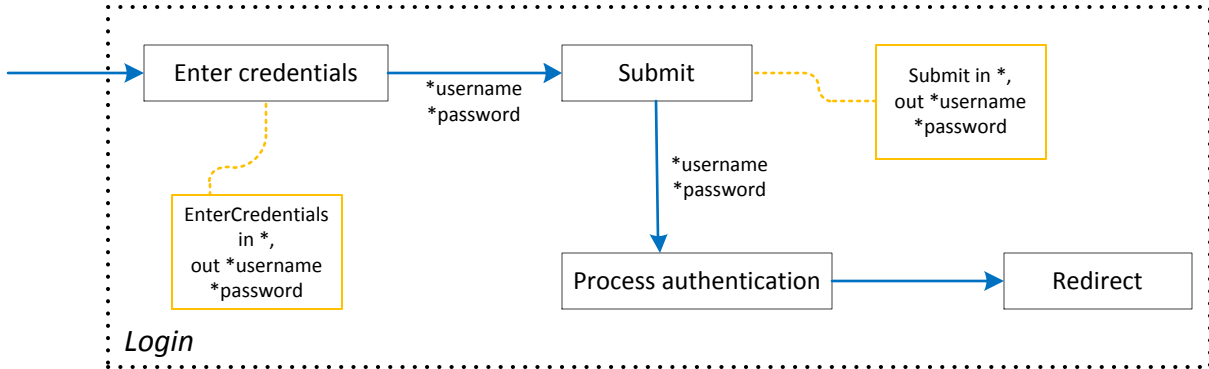 Enter credentials
*username
*password
Submit
Submit in *,
out *username
*password
*username
*password
EnterCredentials
in *,
out *username
*password
Process authentication
Redirect
Login